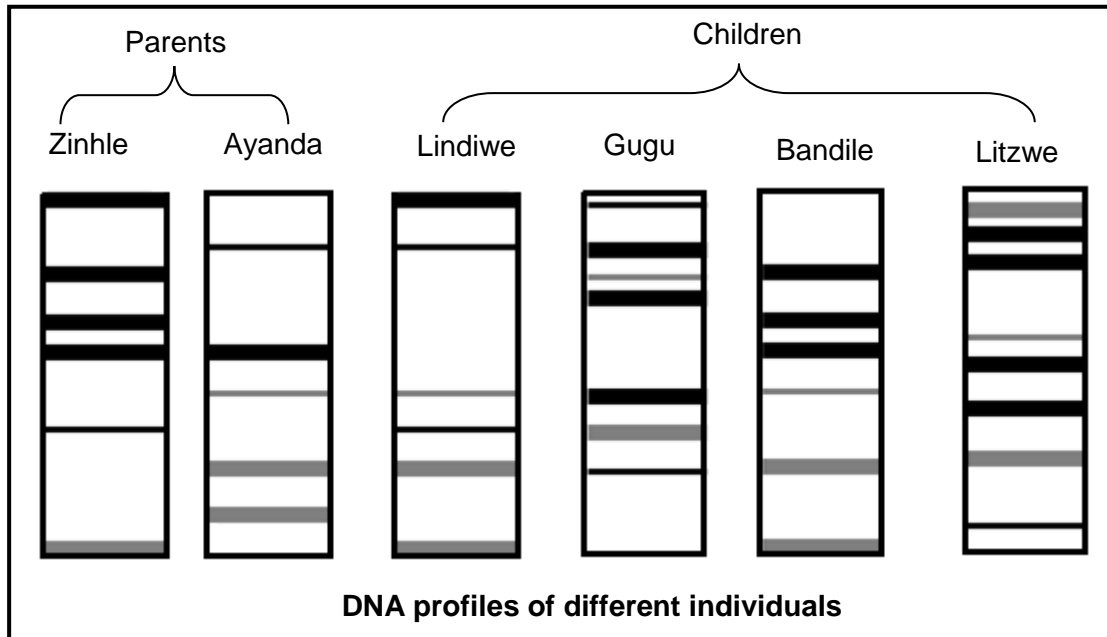 Parents
Children
Zinhle
Ayanda
Lindiwe
Gugu
Bandile
Litzwe
DNA profiles of different individuals